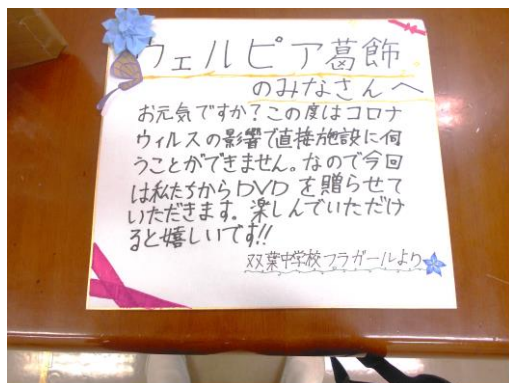 ウェルピア葛飾
のみなさんへ
お元気ですか？この度はコロナ
ウィルスの影響で直接施設に伺
うことができません。なので今回
は私たちからDVDを贈らせて
いただきます。楽しんでいただけ
ると嬉しいです!!
双葉中学校フラガールより